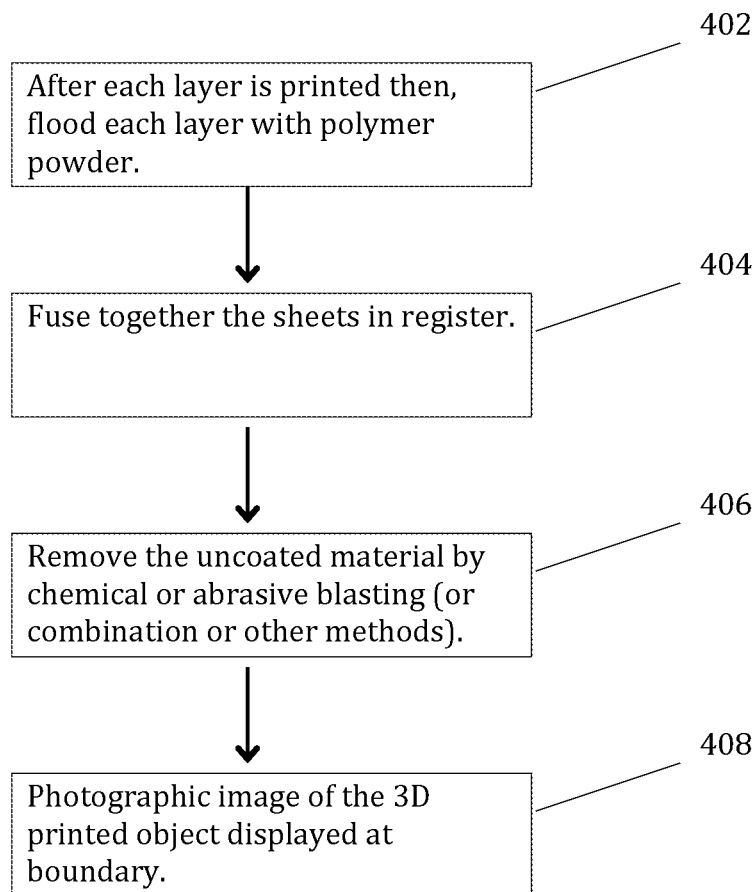 402
After each layer is printed then,
flood each layer with polymer
powder.
404
Fuse together the sheets in register.
406
Remove the uncoated material by
chemical or abrasive blasting (or
combination or other methods).
408
Photographic image of the 3D
printed object displayed at
boundary.